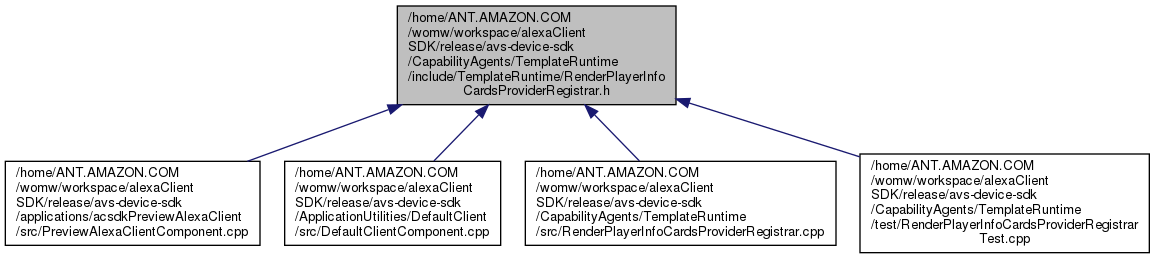 /home/ANT.AMAZON.COM
/womw/workspace/alexaClient
SDK/release/avs-device-sdk
/CapabilityAgents/TemplateRuntime
/include/TemplateRuntime/RenderPlayerInfo
CardsProviderRegistrar.h
/home/ANT.AMAZON.COM
/womw/workspace/alexaClient
SDK/release/avs-device-sdk
/applications/acsdkPreviewAlexaClient
/src/PreviewAlexaClientComponent.cpp
/home/ANT.AMAZON.COM
/womw/workspace/alexaClient
SDK/release/avs-device-sdk
/ApplicationUtilities/DefaultClient
/src/DefaultClientComponent.cpp
/home/ANT.AMAZON.COM
/womw/workspace/alexaClient
SDK/release/avs-device-sdk
/CapabilityAgents/TemplateRuntime
/src/RenderPlayerInfoCardsProviderRegistrar.cpp
/home/ANT.AMAZON.COM
/womw/workspace/alexaClient
SDK/release/avs-device-sdk
/CapabilityAgents/TemplateRuntime
/test/RenderPlayerInfoCardsProviderRegistrar
Test.cpp